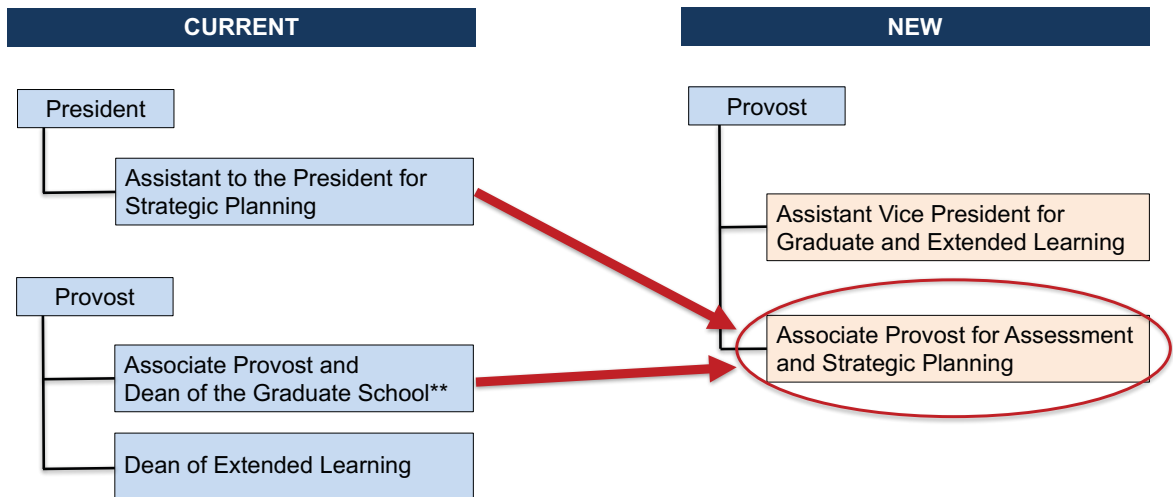 CURRENT
President
Assistant to the President for
Strategic Planning
Provost
Associate Provost and
Dean of the Graduate School**
Dean of Extended Learning
NEW
Provost
Assistant Vice President for
Graduate and Extended Learning
Associate Provost for Assessment
and Strategic Planning